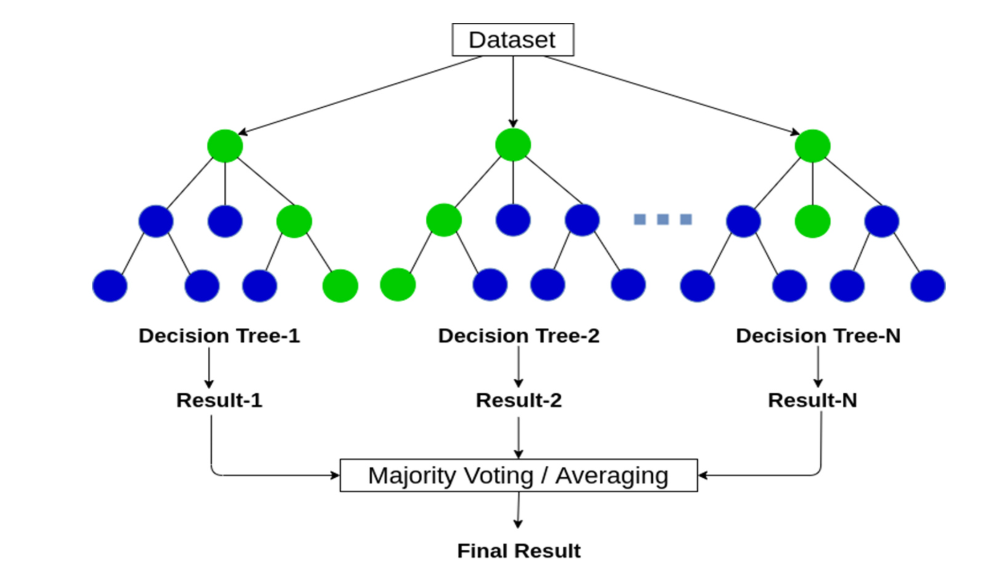 Dataset
Decision Tree-1
Decision Tree-2
Decision Tree-N
Result-1
Result-2
Result-N
Majority Voting / Averaging
Final Result